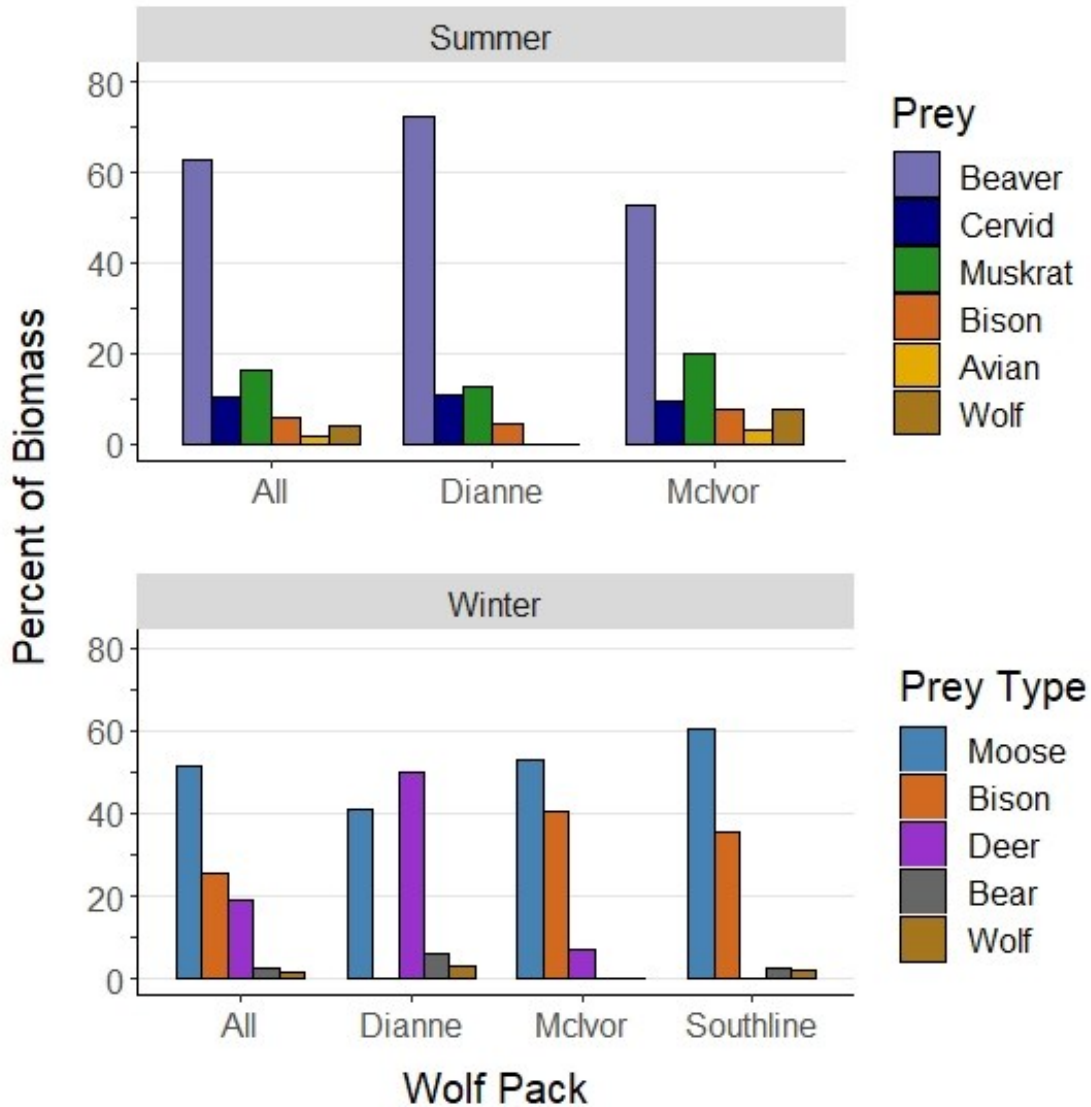 Summer
80
60
40
20
0
All
Dianne
McIvor
Prey
Beaver
Cervid
Muskrat
Bison
Avian
Wolf
Percent of Biomass
Winter
80
60
40
20
0
All
Dianne
McIvor
Southline
Prey Type
Moose
Bison
Deer
Bear
Wolf
Wolf Pack